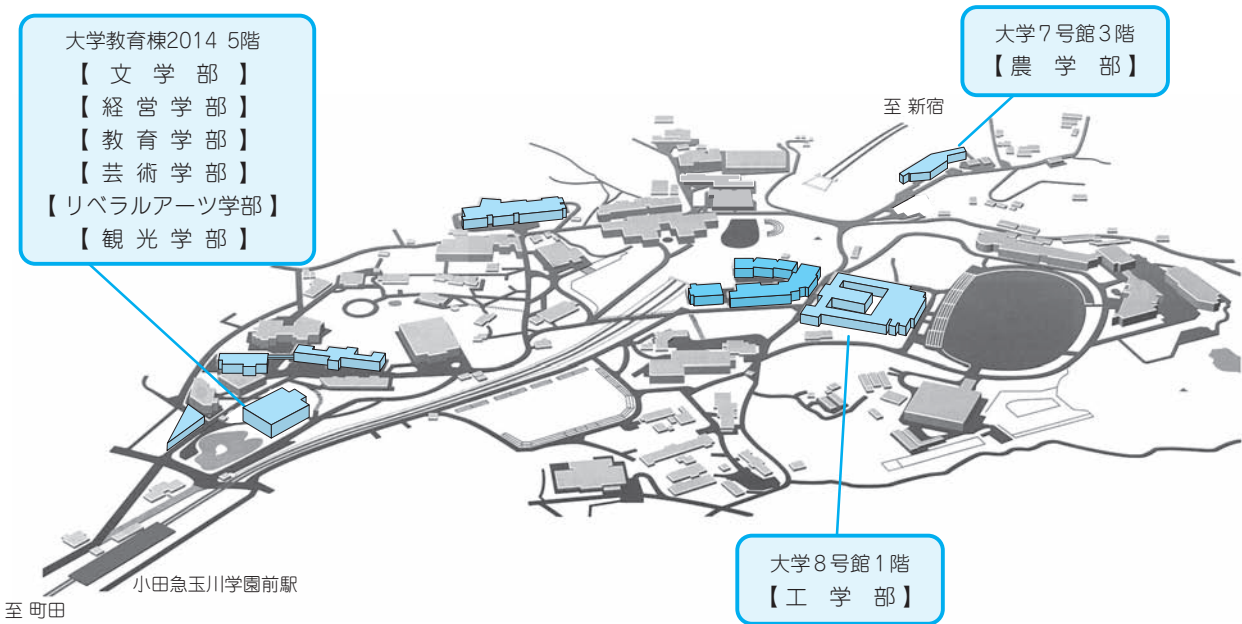 大学教育棟2014 5階
【 文 学 部 】
【 経 営 学 部 】
【 教 育 学 部 】
【 芸 術 学 部 】
【 リベラルアーツ学部 】
【 観 光 学 部 】
大学7号館3階
【 農 学 部 】
至 新宿
大学8号館1階
【 工 学 部 】
小田急玉川学園前駅
至 町田